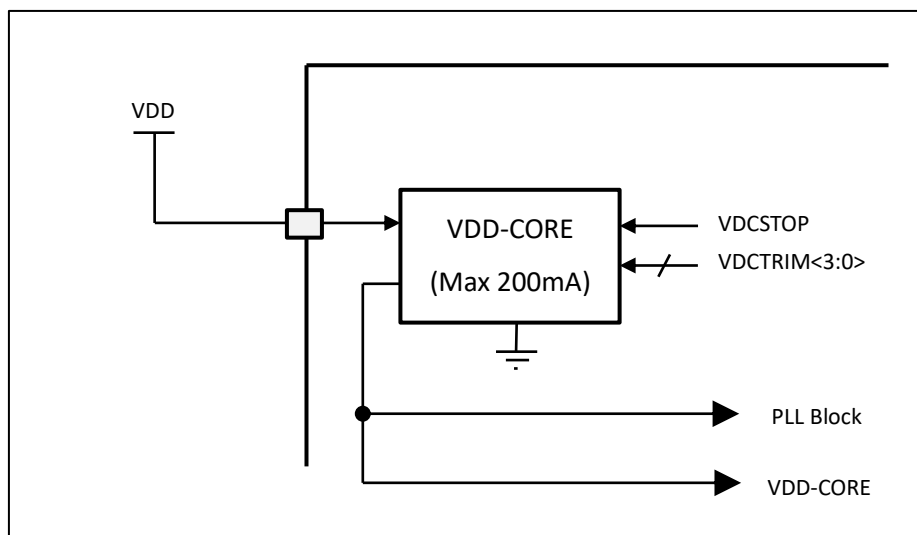 VDD
VDD-CORE
(Max 200mA)
VDCSTOP
VDCTRIM<3:0>
PLL Block
VDD-CORE